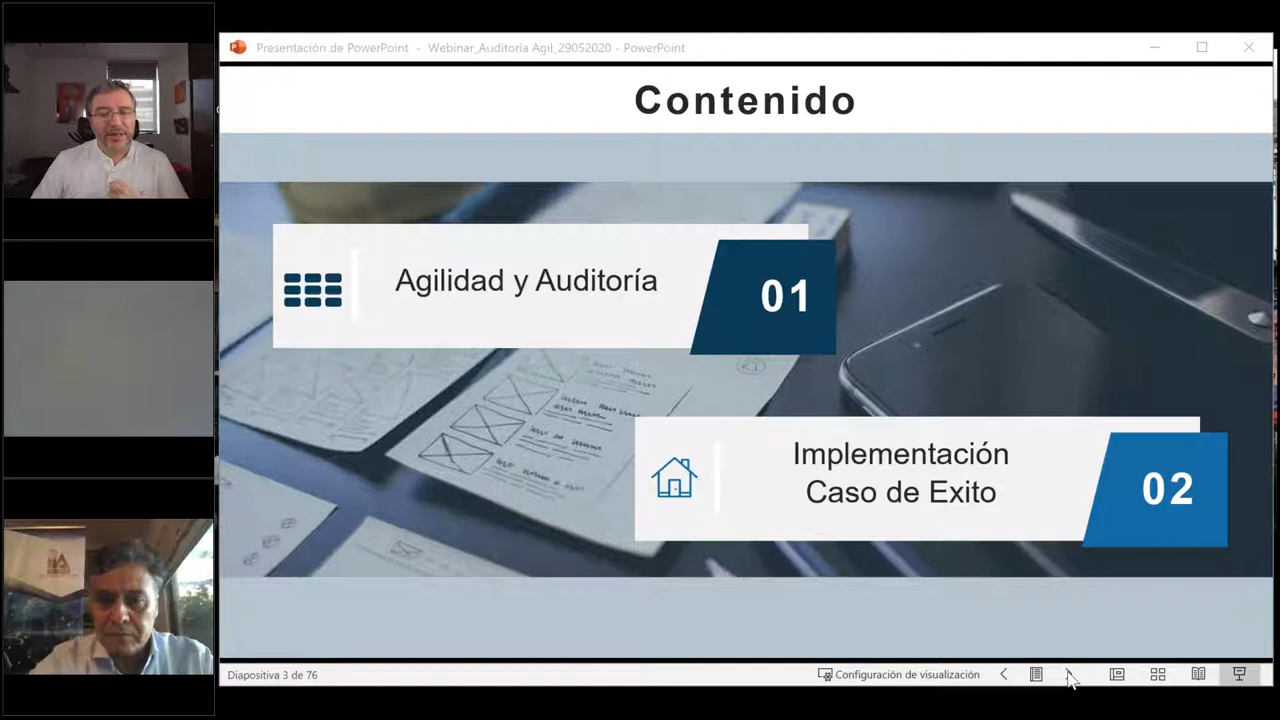 Presentación de PowerPoint - Webinar_Auditoría Agil_29052020 - PowerPoint
Contenido
Agilidad y Auditoría
01
Implementación
Caso de Exito
02
Diapositiva 3 de 76
Configuración de visualización